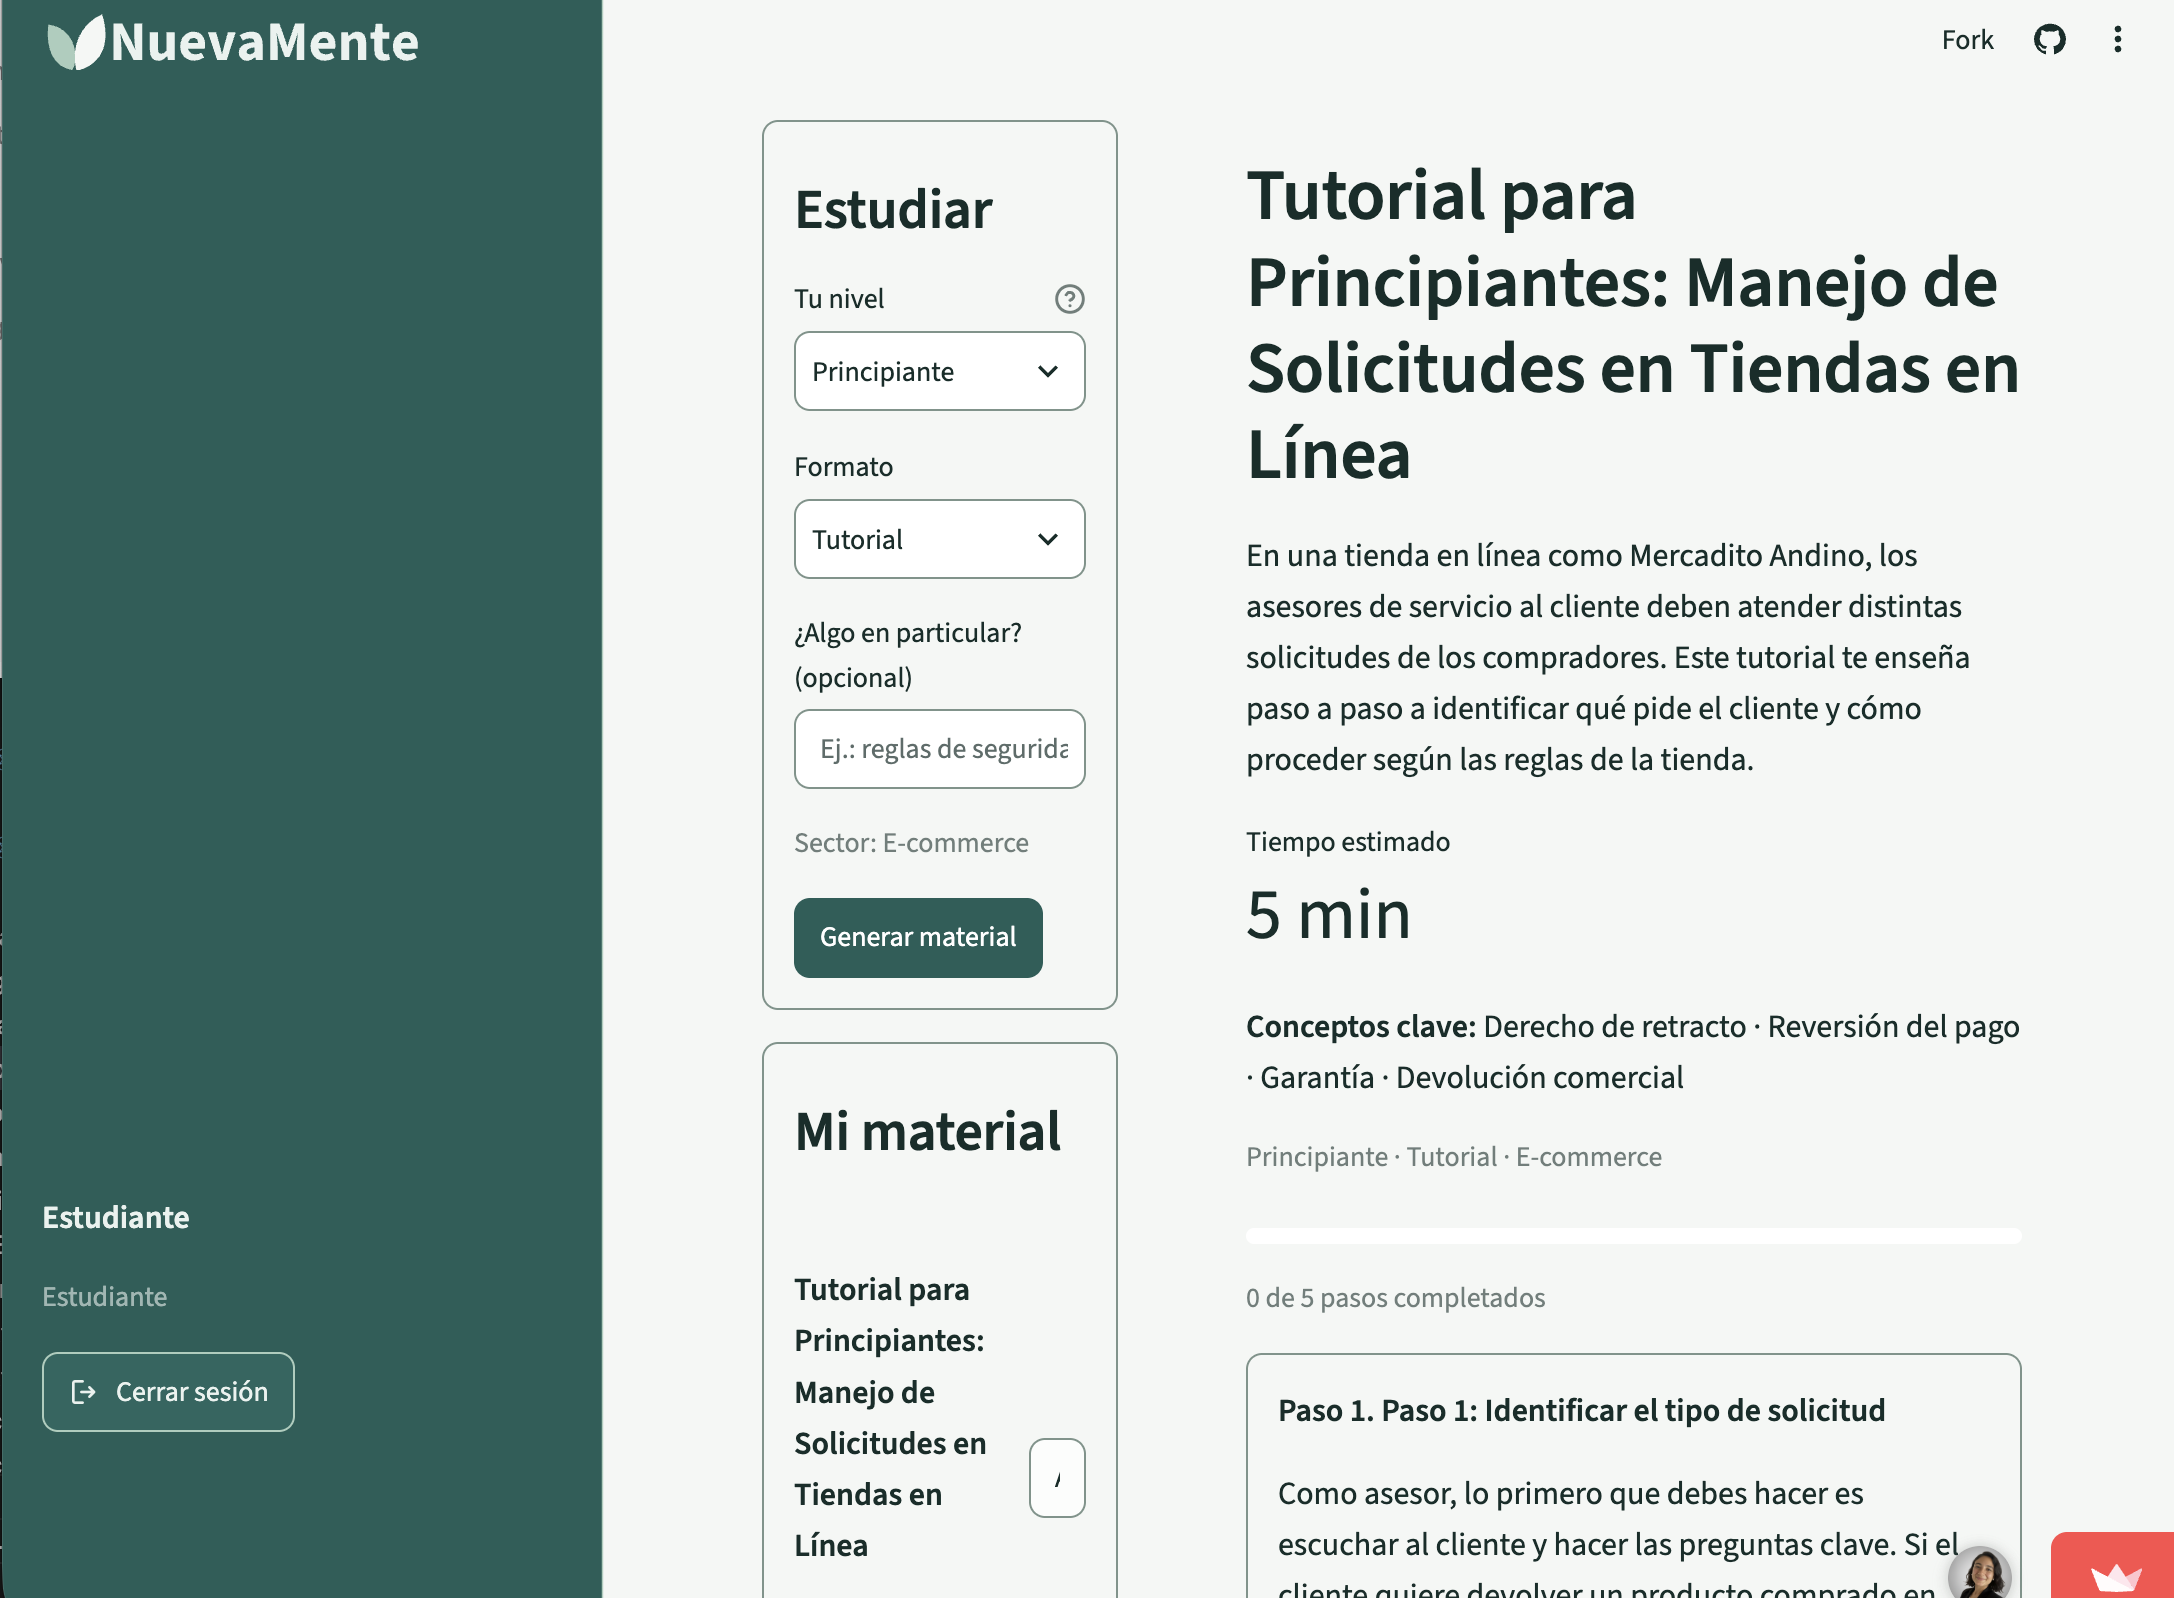 NuevaMente
Fork
Estudiar
Tu nivel
Principiante
Formato
Tutorial
¿Algo en particular?
(opcional)
Ej.: reglas de segurida
Sector: E-commerce
Generar material
Mi material
Tutorial para
Principiantes:
Manejo de
Solicitudes en
Tiendas en
Línea
Estudiante
Estudiante
Cerrar sesión
Tutorial para
Principiantes: Manejo de
Solicitudes en Tiendas en
Línea
En una tienda en línea como Mercadito Andino, los
asesores de servicio al cliente deben atender distintas
solicitudes de los compradores. Este tutorial te enseña
paso a paso a identificar qué pide el cliente y cómo
proceder según las reglas de la tienda.
Tiempo estimado
5 min
Conceptos clave: Derecho de retracto · Reversión del pago
· Garantía · Devolución comercial
Principiante · Tutorial · E-commerce
0 de 5 pasos completados
Paso 1. Paso 1: Identificar el tipo de solicitud
Como asesor, lo primero que debes hacer es
escuchar al cliente y hacer las preguntas clave. Si el
cliente quiere devolver un producto comprado en